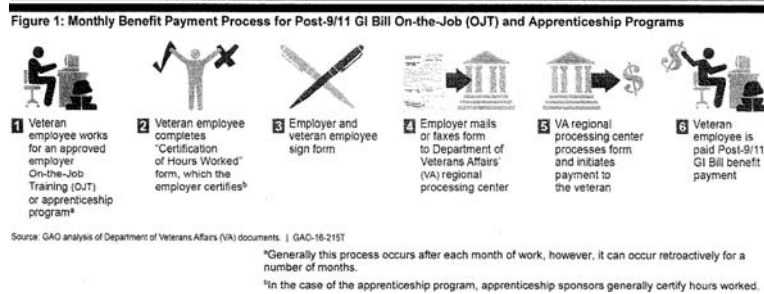 Figure 1: Monthly Benefit Payment Process for Post-9/11 GI Bill On-the-Job (OJT) and Apprenticeship Programs
1 Veteran
employee works
for an approved
employer
On-the-Job
Training (OJT)
or apprenticeship
programᵃ
2 Veteran employee
completes
"Certification
of Hours Worked"
form, which the
employer certifiesᵇ
3 Employer and
veteran employee
sign form
4 Employer mails
or faxes form
to Department of
Veterans Affairs'
(VA) regional
processing center
5 VA regional
processing center
processes form
and initiates
payment to
the veteran
6 Veteran
employee is
paid Post-9/11
GI Bill benefit
payment
Source: GAO analysis of Department of Veterans Affairs (VA) documents. | GAO-16-215T
ᵃGenerally this process occurs after each month of work, however, it can occur retroactively for a
number of months.
ᵇIn the case of the apprenticeship program, apprenticeship sponsors generally certify hours worked.